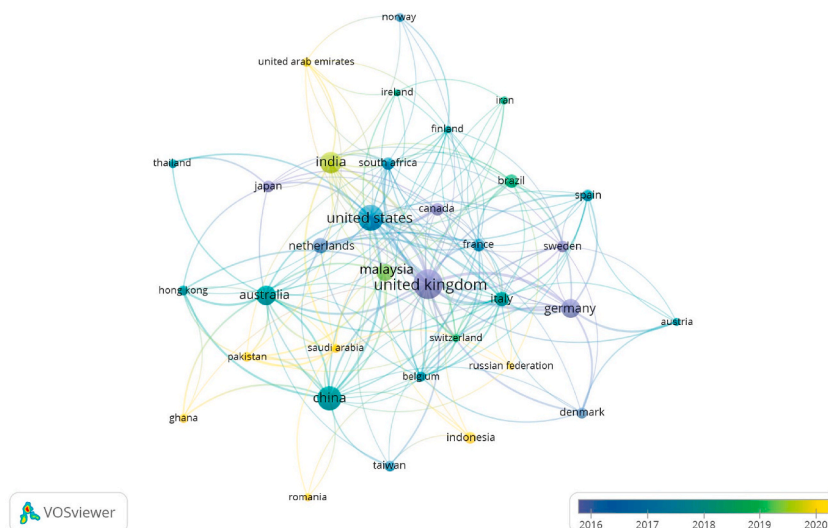 norway
united arab emirates
ireland
iran
finland
thailand
india
south africa
japan
brazil
spain
canada
united states
netherlands
france
sweden
malaysia
united kingdom
hong kong
australia
italy
germany
austria
switzerland
saudi arabia
pakistan
russian federation
belgium
china
ghana
denmark
indonesia
taiwan
romania
VOSviewer
2016 2017 2018 2019